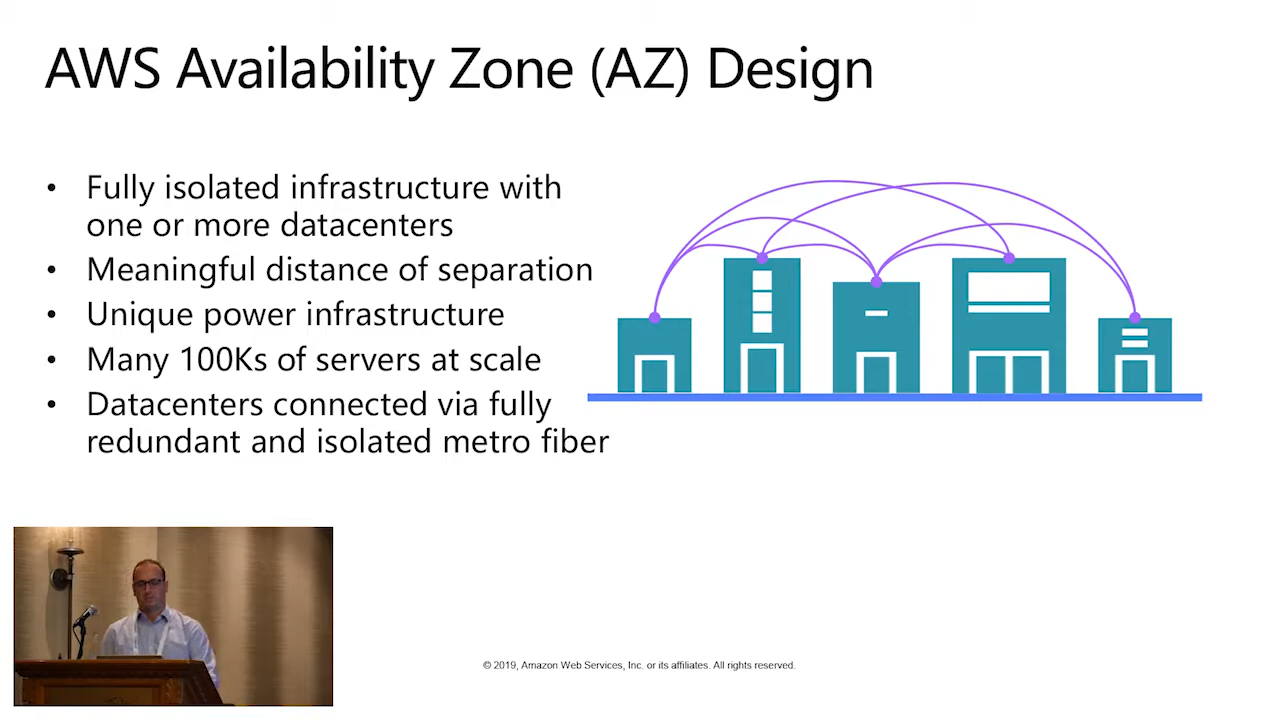 AWS Availability Zone (AZ) Design
• Fully isolated infrastructure with
one or more datacenters
• Meaningful distance of separation
• Unique power infrastructure
• Many 100Ks of servers at scale
• Datacenters connected via fully
redundant and isolated metro fiber
© 2019, Amazon Web Services, Inc. or its affiliates. All rights reserved.